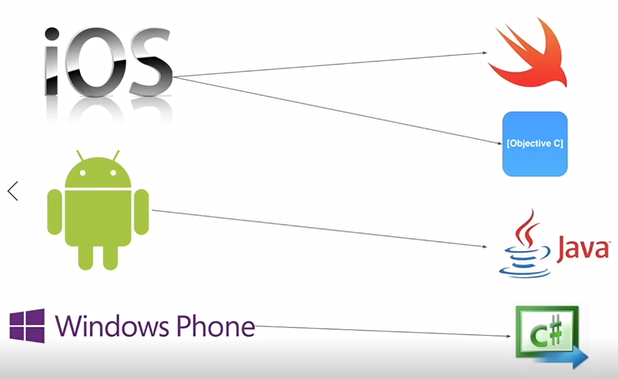 iOS
[Objective C]
Java
Windows Phone
C#